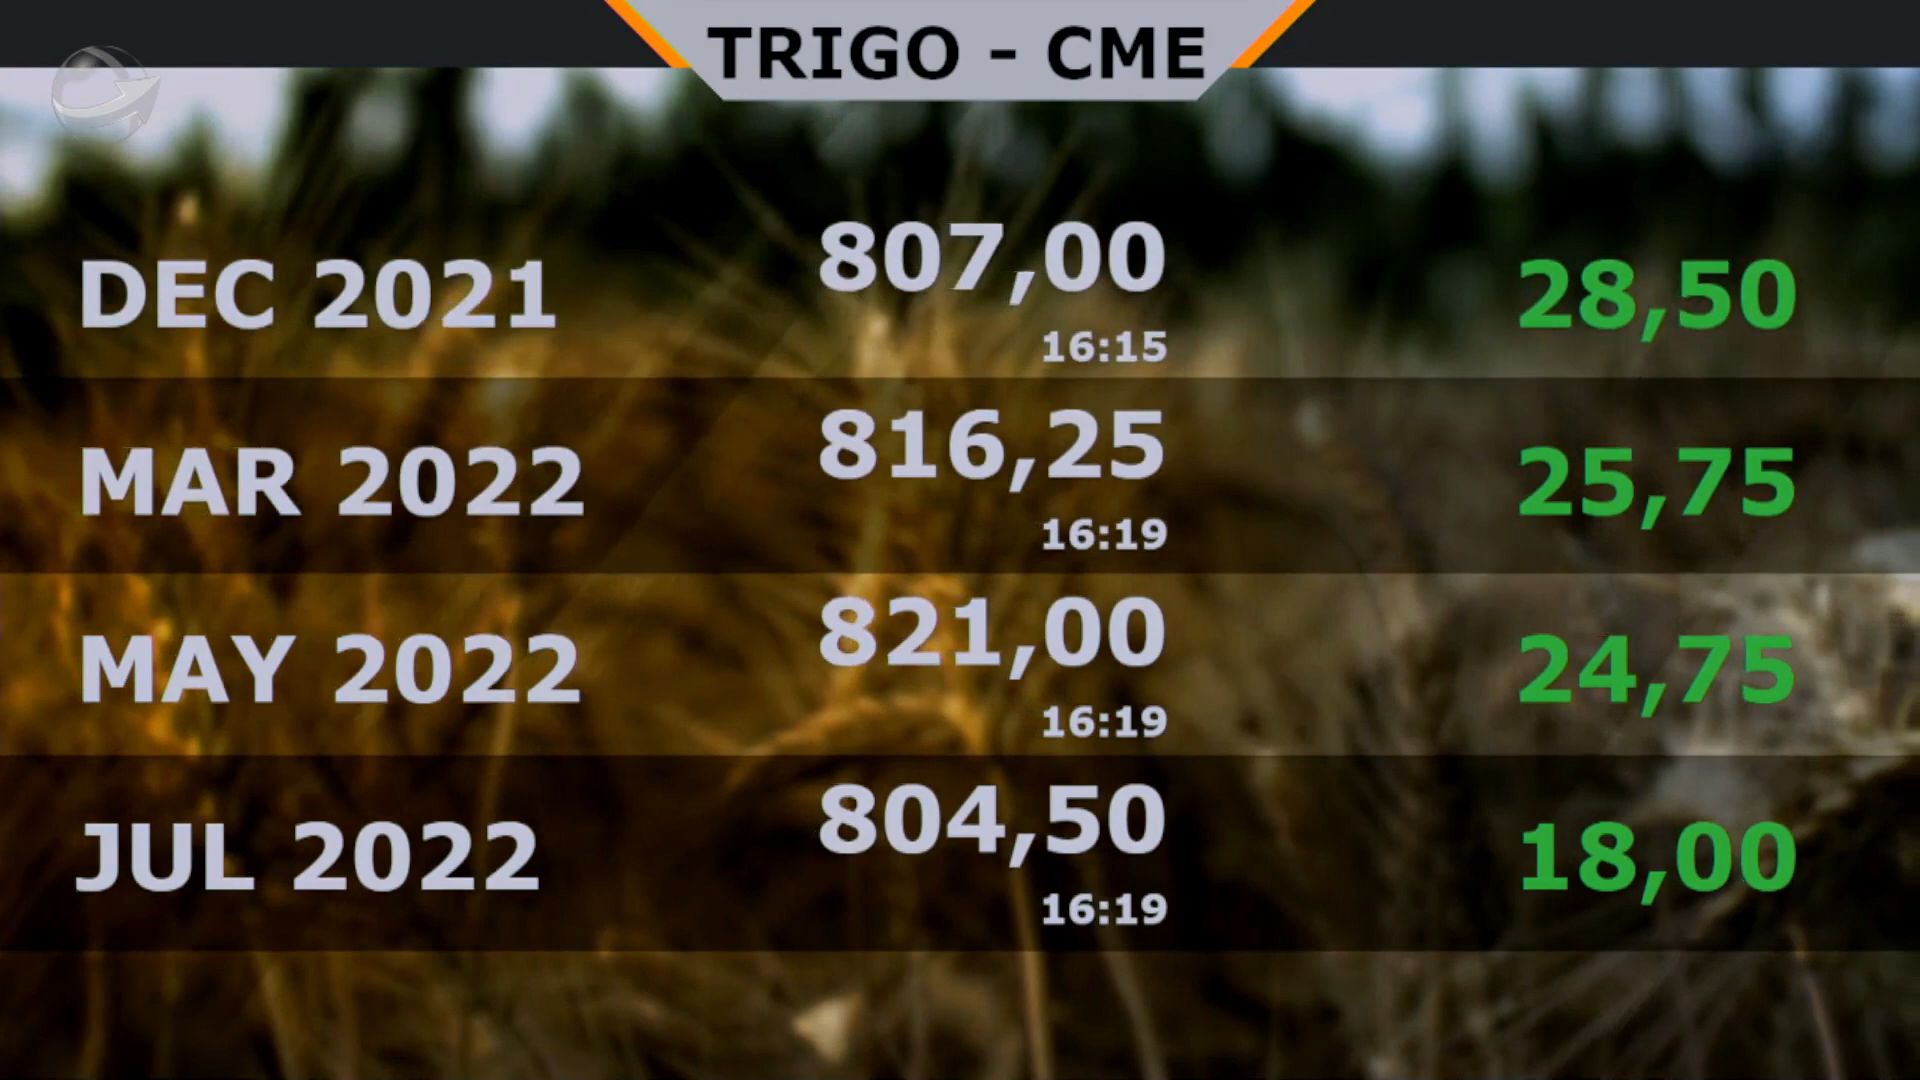 TRIGO - CME
DEC 2021 807,00 28,50
16:15
MAR 2022 816,25 25,75
16:19
MAY 2022 821,00 24,75
16:19
JUL 2022 804,50 18,00
16:19